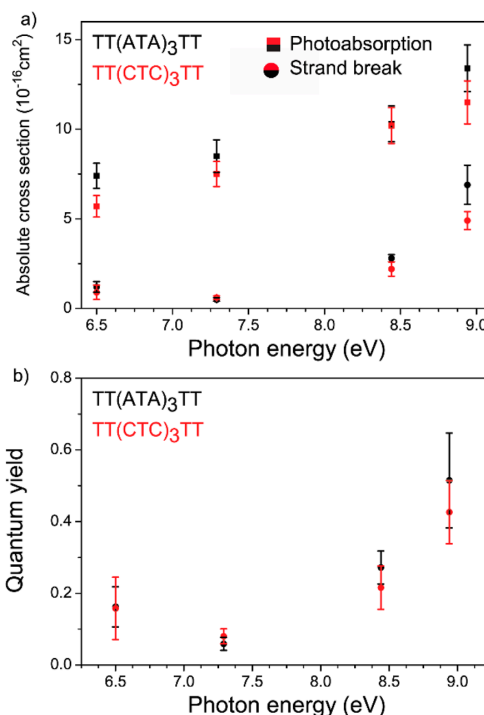 a)
TT(ATA)3TT
TT(CTC)3TT
Photoabsorption
Strand break
Absolute cross section (10-16cm2)
15
10
5
0
6.5 7.0 7.5 8.0 8.5 9.0
Photon energy (eV)
b)
TT(ATA)3TT
TT(CTC)3TT
Quantum yield
0.8
0.6
0.4
0.2
0.0
6.5 7.0 7.5 8.0 8.5 9.0
Photon energy (eV)